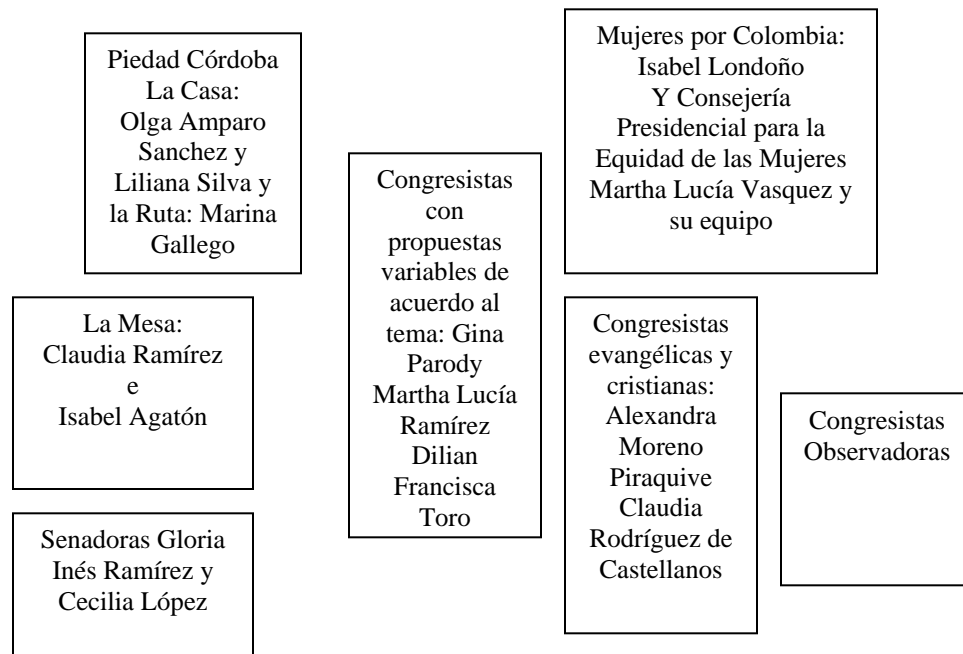 Piedad Córdoba
La Casa:
Olga Amparo
Sanchez y
Liliana Silva y
la Ruta: Marina
Gallego
La Mesa:
Claudia Ramírez
e
Isabel Agatón
Senadoras Gloria
Inés Ramírez y
Cecilia López
Congresistas
con
propuestas
variables de
acuerdo al
tema: Gina
Parody
Martha Lucía
Ramírez
Dilian
Francisca
Toro
Mujeres por Colombia:
Isabel Londoño
Y Consejería
Presidencial para la
Equidad de las Mujeres
Martha Lucía Vasquez y
su equipo
Congresistas
evangélicas y
cristianas:
Alexandra
Moreno
Piraquive
Claudia
Rodríguez de
Castellanos
Congresistas
Observadoras